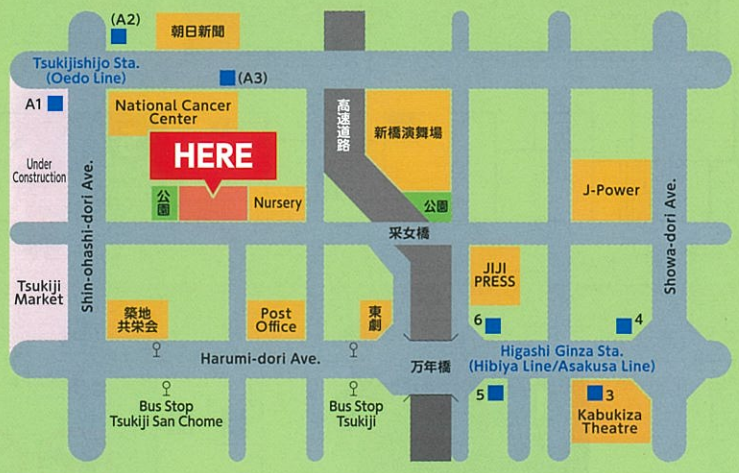 (A2)
朝日新聞
Tsukijishijo Sta.
(Oedo Line)
(A3)
A1
National Cancer
Center
高速道路
新橋演舞場
HERE
Under
Construction
Shin-ohashi-dori Ave.
公園
Nursery
公園
J-Power
Showa-dori Ave.
采女橋
Tsukiji
Market
JIJI
PRESS
築地
共栄会
Post
Office
東劇
6
4
Harumi-dori Ave.
万年橋
Higashi Ginza Sta.
(Hibiya Line/Asakusa Line)
5
3
Bus Stop
Tsukiji San Chome
Bus Stop
Tsukiji
Kabukiza
Theatre